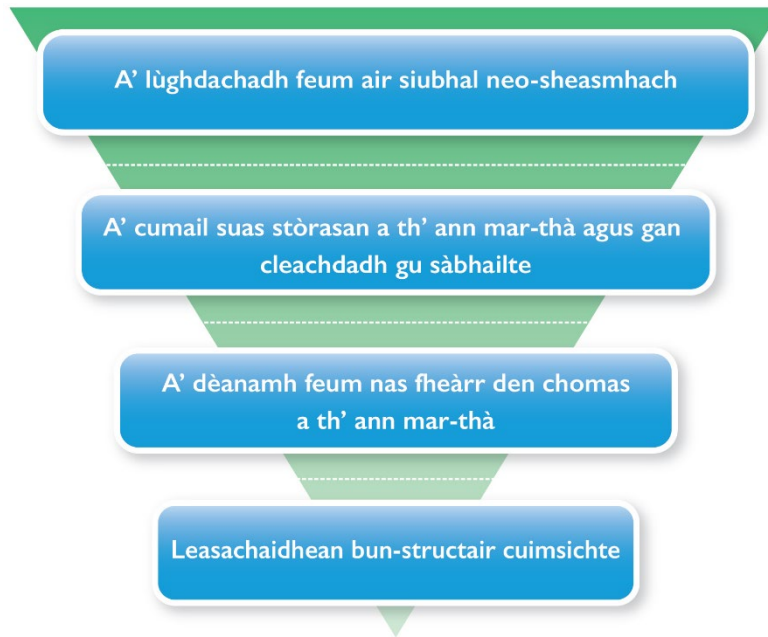 A' lùghdachadh feum air siubhal neo-sheasmhach
A' cumail suas stòrasan a th' ann mar-thà agus gan
cleachdadh gu sàbhailte
A' dèanamh feum nas fheàrr den chomas
a th' ann mar-thà
Leasachaidhean bun-structair cuimsichte